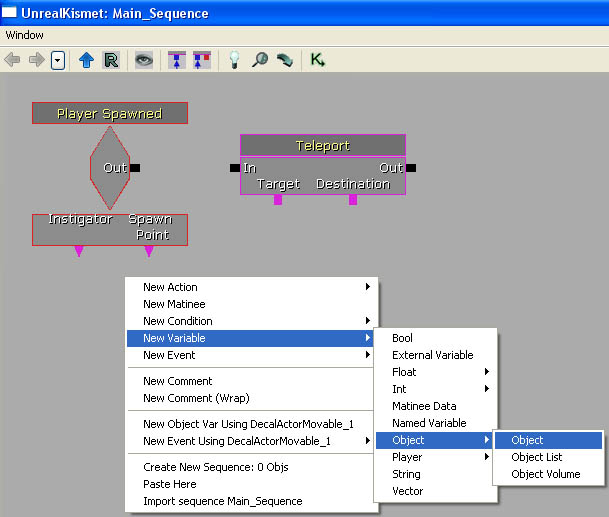 UnrealKismet: Main_Sequence
Window
R
K
Player Spawned
Out
Instigator Spawn
Point
Teleport
In Out
Target Destination
New Action
New Matinee
New Condition
New Variable
New Event
New Comment
New Comment (Wrap)
New Object Var Using DecalActorMovable_1
New Event Using DecalActorMovable_1
Create New Sequence: 0 Objs
Paste Here
Import sequence Main_Sequence
Bool
External Variable
Float
Int
Matinee Data
Named Variable
Object
Player
String
Vector
Object
Object List
Object Volume